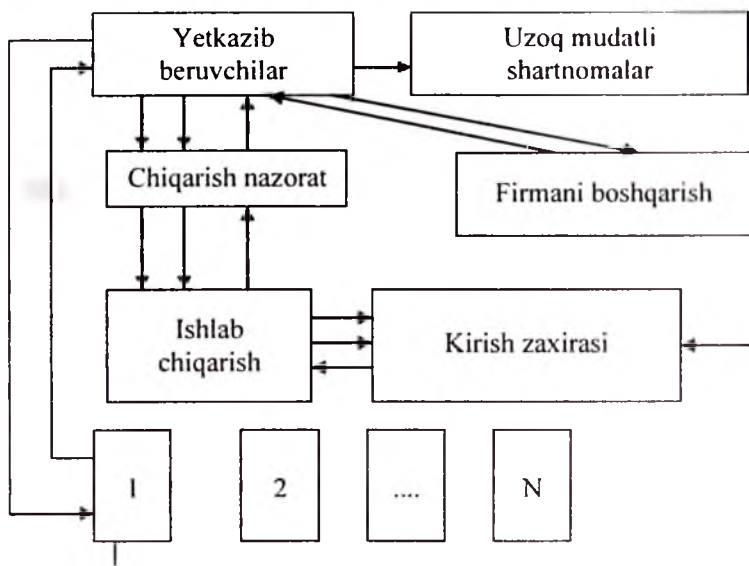 Yetkazib
beruvchilar
Uzoq mudatli
shartnomalar
Chiqarish nazorat
Firmani boshqarish
Ishlab
chiqarish
Kirish zaxirasi
1
2
....
N